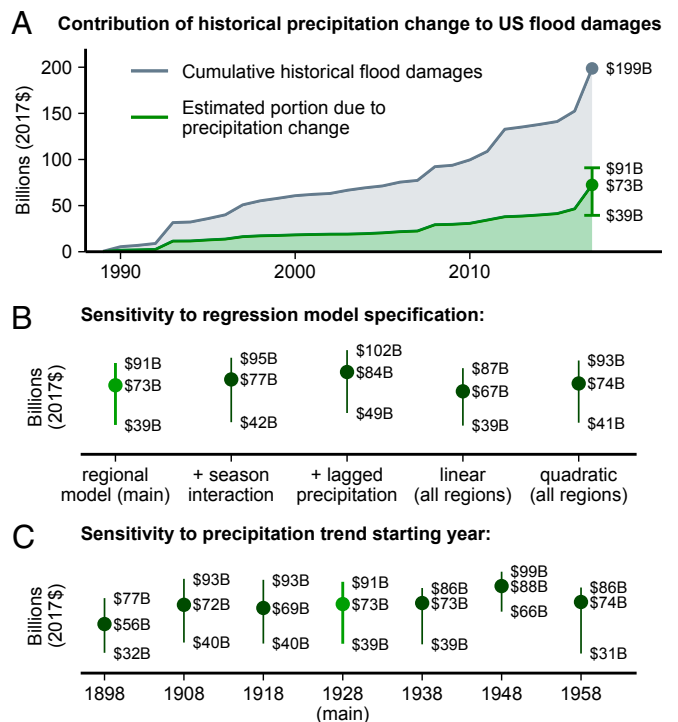 A Contribution of historical precipitation change to US flood damages
Billions (2017$)
200
150
100
50
0
Cumulative historical flood damages
Estimated portion due to
precipitation change
$199B
$91B
$73B
$39B
1990
2000
2010
B Sensitivity to regression model specification:
Billions
(2017$)
$91B
$73B
$39B
$95B
$77B
$42B
$102B
$84B
$49B
$87B
$67B
$39B
$93B
$74B
$41B
regional
model (main)
+ season
interaction
+ lagged
precipitation
linear
(all regions)
quadratic
(all regions)
C Sensitivity to precipitation trend starting year:
Billions
(2017$)
$77B
$56B
$32B
$93B
$72B
$40B
$93B
$69B
$40B
$91B
$73B
$39B
$86B
$73B
$39B
$99B
$88B
$66B
$86B
$74B
$31B
1898
1908
1918
1928
(main)
1938
1948
1958